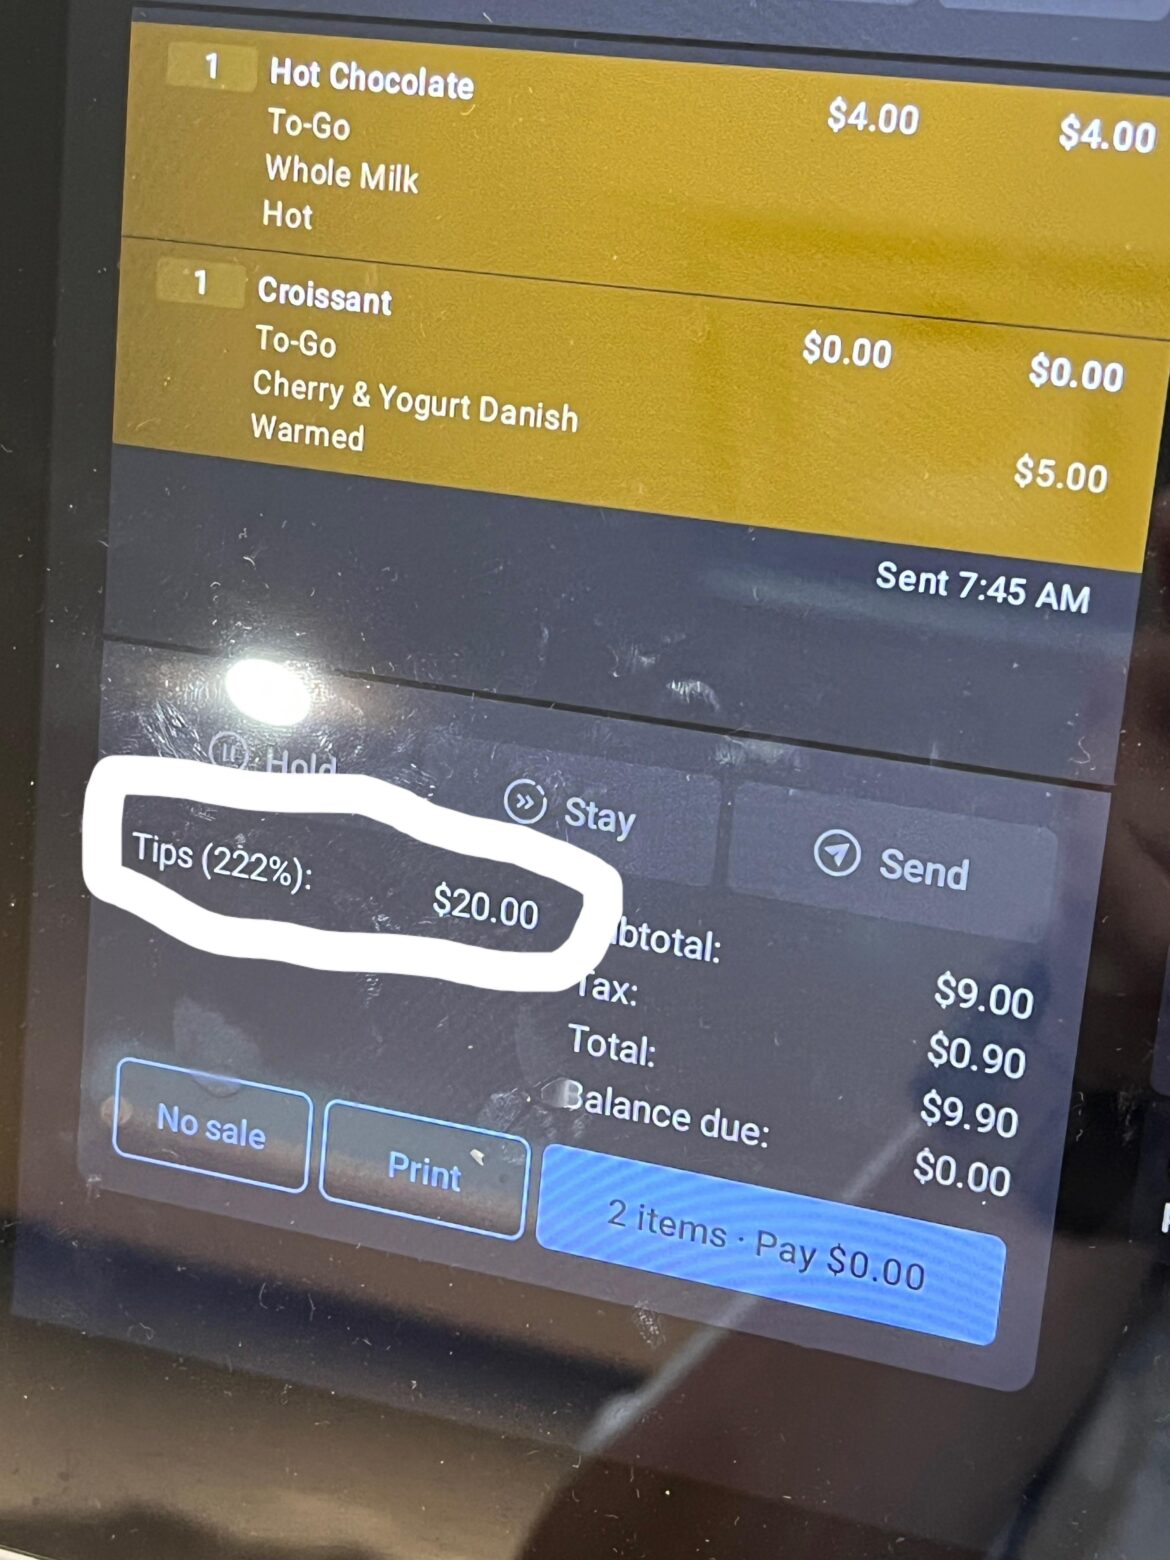 1 Hot Chocolate $4.00 $4.00
To-Go
Whole Milk
Hot
1 Croissant $0.00 $0.00
To-Go
Cherry & Yogurt Danish $5.00
Warmed
Sent 7:45 AM
Hold
Stay
Send
Tips (222%): $20.00
btotal: $9.00
Tax: $0.90
Total: $9.90
Balance due: $0.00
No sale
Print
2 items · Pay $0.00